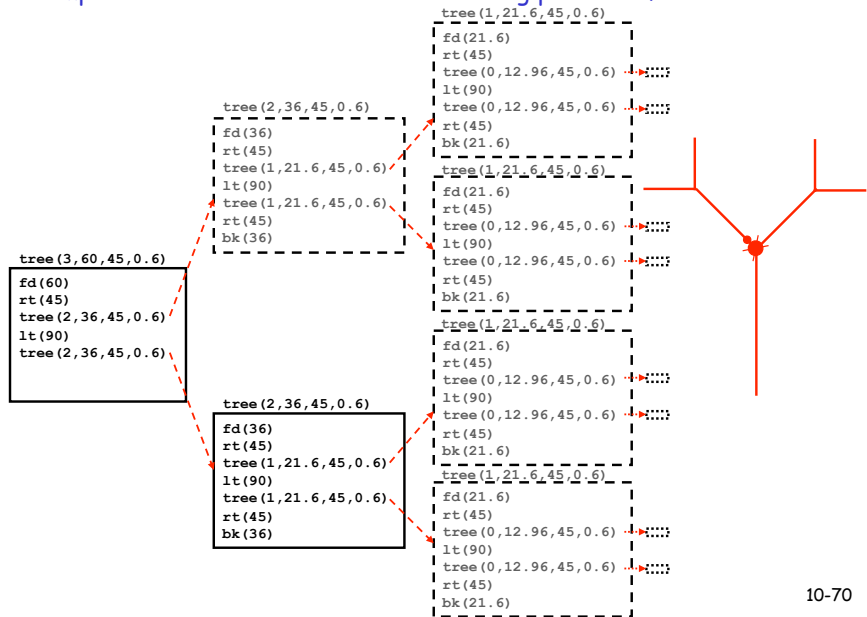 tree(3,60,45,0.6)
fd(60)
rt(45)
tree(2,36,45,0.6)
lt(90)
tree(2,36,45,0.6)
tree(2,36,45,0.6)
fd(36)
rt(45)
tree(1,21.6,45,0.6)
lt(90)
tree(1,21.6,45,0.6)
rt(45)
bk(36)
tree(2,36,45,0.6)
fd(36)
rt(45)
tree(1,21.6,45,0.6)
lt(90)
tree(1,21.6,45,0.6)
rt(45)
bk(36)
tree(1,21.6,45,0.6)
fd(21.6)
rt(45)
tree(0,12.96,45,0.6)
lt(90)
tree(0,12.96,45,0.6)
rt(45)
bk(21.6)
tree(1,21.6,45,0.6)
fd(21.6)
rt(45)
tree(0,12.96,45,0.6)
lt(90)
tree(0,12.96,45,0.6)
rt(45)
bk(21.6)
tree(1,21.6,45,0.6)
fd(21.6)
rt(45)
tree(0,12.96,45,0.6)
lt(90)
tree(0,12.96,45,0.6)
rt(45)
bk(21.6)
tree(1,21.6,45,0.6)
fd(21.6)
rt(45)
tree(0,12.96,45,0.6)
lt(90)
tree(0,12.96,45,0.6)
rt(45)
bk(21.6)
10-70